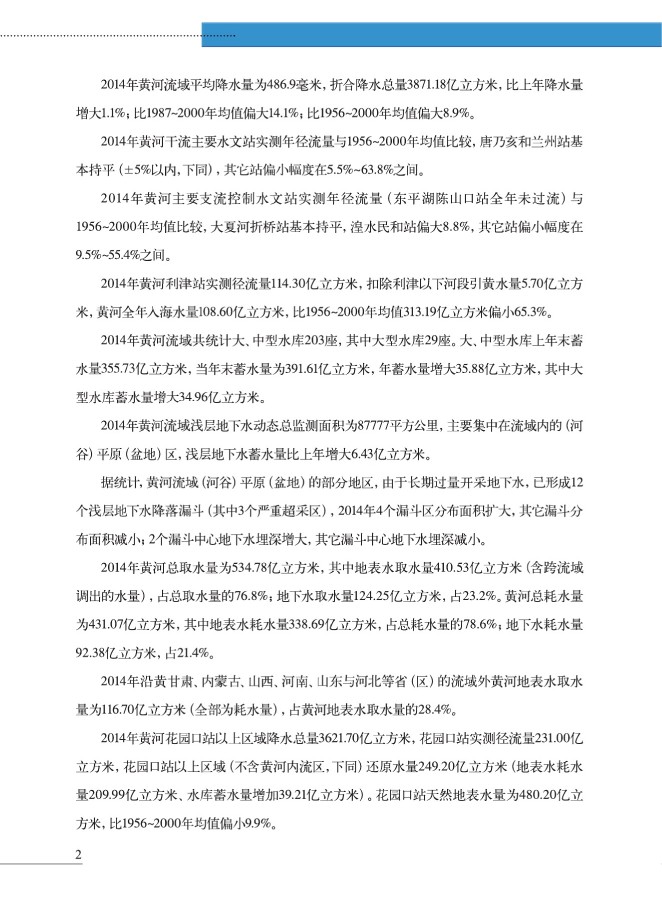 2014年黄河流域平均降水量为486.9毫米，折合降水总量3871.18亿立方米，比上年降水量
增大1.1%；比1987~2000年均值偏大14.1%；比1956~2000年均值偏大8.9%。
2014年黄河干流主要水文站实测年径流量与1956~2000年均值比较，唐乃亥和兰州站基
本持平（±5%以内，下同），其它站偏小幅度在5.5%~63.8%之间。
2014年黄河主要支流控制水文站实测年径流量（东平湖陈山口站全年未过流）与
1956~2000年均值比较，大夏河折桥站基本持平，湟水民和站偏大8.8%，其它站偏小幅度在
9.5%~55.4%之间。
2014年黄河利津站实测径流量114.30亿立方米，扣除利津以下河段引黄水量5.70亿立方
米，黄河全年入海水量108.60亿立方米，比1956~2000年均值313.19亿立方米偏小65.3%。
2014年黄河流域共统计大、中型水库203座，其中大型水库29座。大、中型水库上年末蓄
水量355.73亿立方米，当年末蓄水量为391.61亿立方米，年蓄水量增大35.88亿立方米，其中大
型水库蓄水量增大34.96亿立方米。
2014年黄河流域浅层地下水动态总监测面积为87777平方公里，主要集中在流域内的（河
谷）平原（盆地）区，浅层地下水蓄水量比上年增大6.43亿立方米。
据统计，黄河流域（河谷）平原（盆地）的部分地区，由于长期过量开采地下水，已形成12
个浅层地下水降落漏斗（其中3个严重超采区），2014年4个漏斗区分布面积扩大，其它漏斗分
布面积减小；2个漏斗中心地下水埋深增大，其它漏斗中心地下水埋深减小。
2014年黄河总取水量为534.78亿立方米，其中地表水取水量410.53亿立方米（含跨流域
调出的水量），占总取水量的76.8%；地下水取水量124.25亿立方米，占23.2%。黄河总耗水量
为431.07亿立方米，其中地表水耗水量338.69亿立方米，占总耗水量的78.6%；地下水耗水量
92.38亿立方米，占21.4%。
2014年沿黄甘肃、内蒙古、山西、河南、山东与河北等省（区）的流域外黄河地表水取水
量为116.70亿立方米（全部为耗水量），占黄河地表水取水量的28.4%。
2014年黄河花园口站以上区域降水总量3621.70亿立方米，花园口站实测径流量231.00亿
立方米，花园口站以上区域（不含黄河内流区，下同）还原水量249.20亿立方米（地表水耗水
量209.99亿立方米、水库蓄水量增加39.21亿立方米）。花园口站天然地表水量为480.20亿立
方米，比1956~2000年均值偏小9.9%。
2